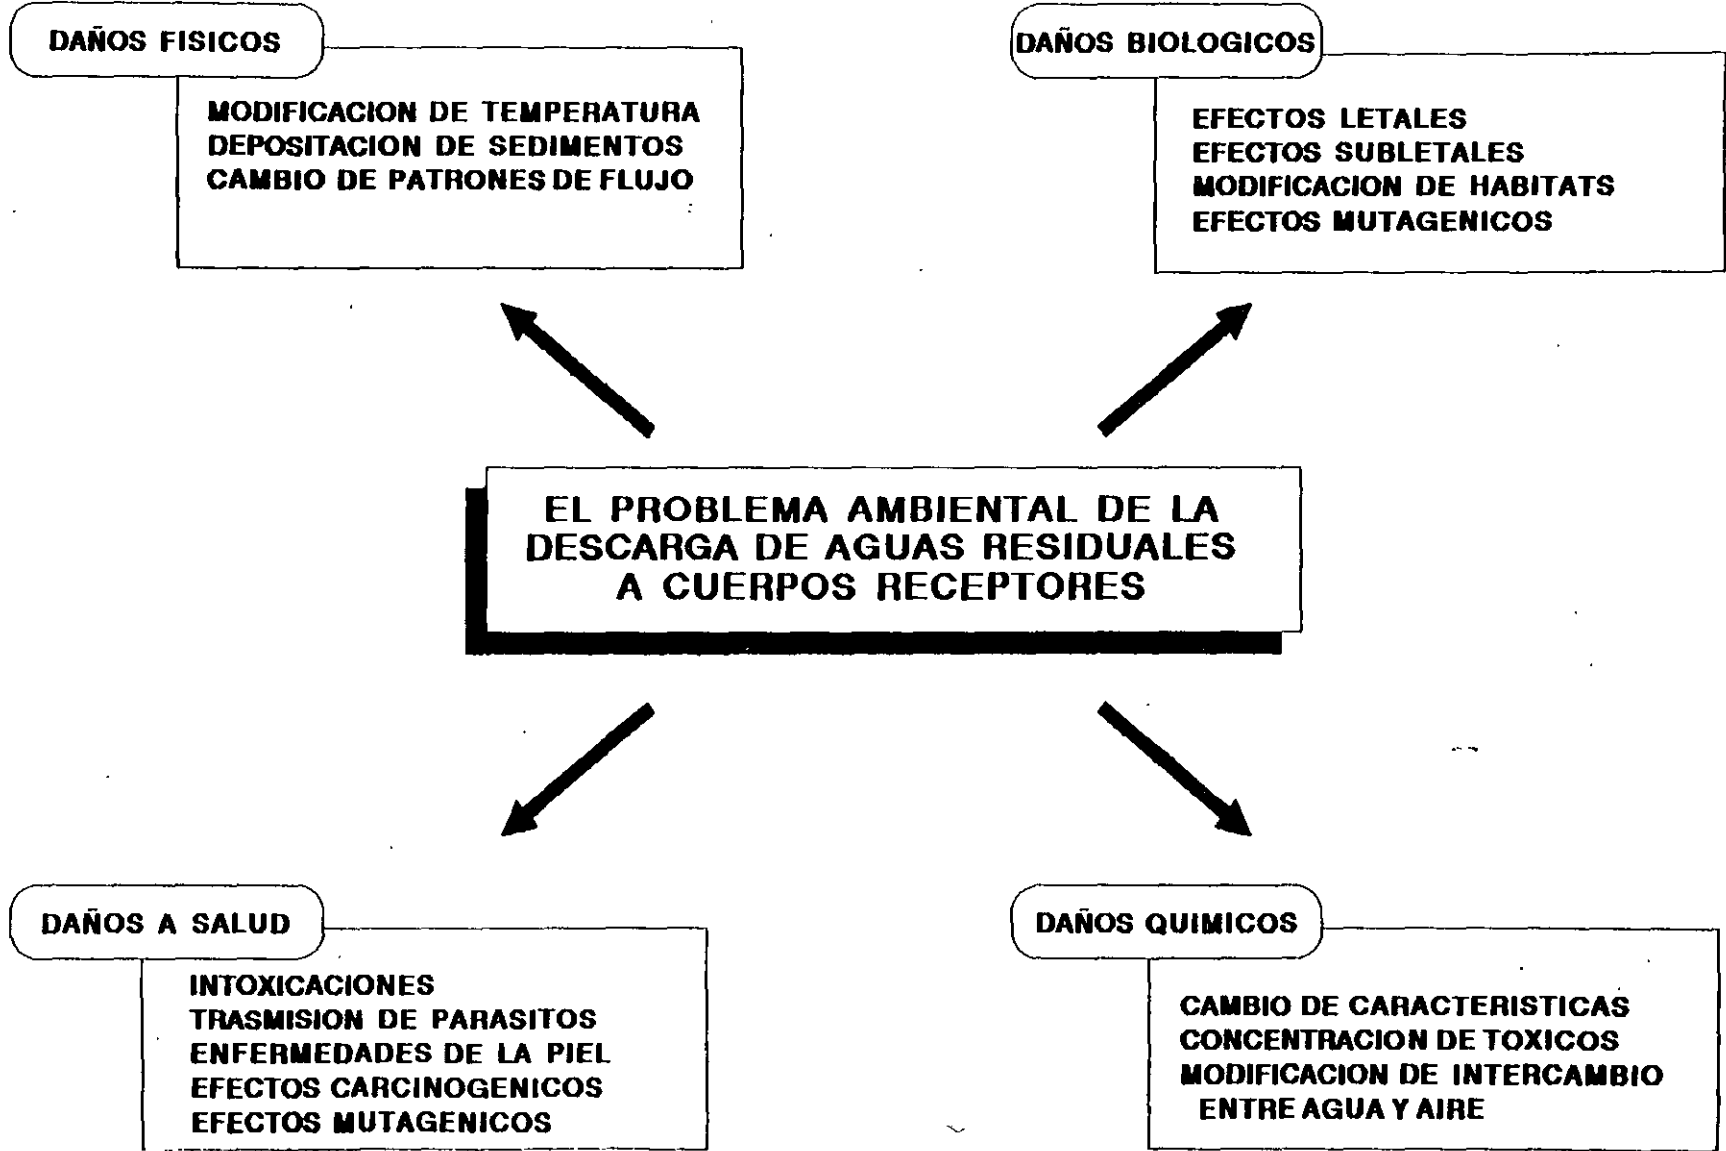 DAÑOS FISICOS
MODIFICACION DE TEMPERATURA
DEPOSITACION DE SEDIMENTOS
CAMBIO DE PATRONES DE FLUJO
DAÑOS BIOLOGICOS
EFECTOS LETALES
EFECTOS SUBLETALES
MODIFICACION DE HABITATS
EFECTOS MUTAGENICOS
EL PROBLEMA AMBIENTAL DE LA
DESCARGA DE AGUAS RESIDUALES
A CUERPOS RECEPTORES
DAÑOS A SALUD
INTOXICACIONES
TRASMISION DE PARASITOS
ENFERMEDADES DE LA PIEL
EFECTOS CARCINOGENICOS
EFECTOS MUTAGENICOS
DAÑOS QUIMICOS
CAMBIO DE CARACTERISTICAS
CONCENTRACION DE TOXICOS
MODIFICACION DE INTERCAMBIO
ENTRE AGUA Y AIRE